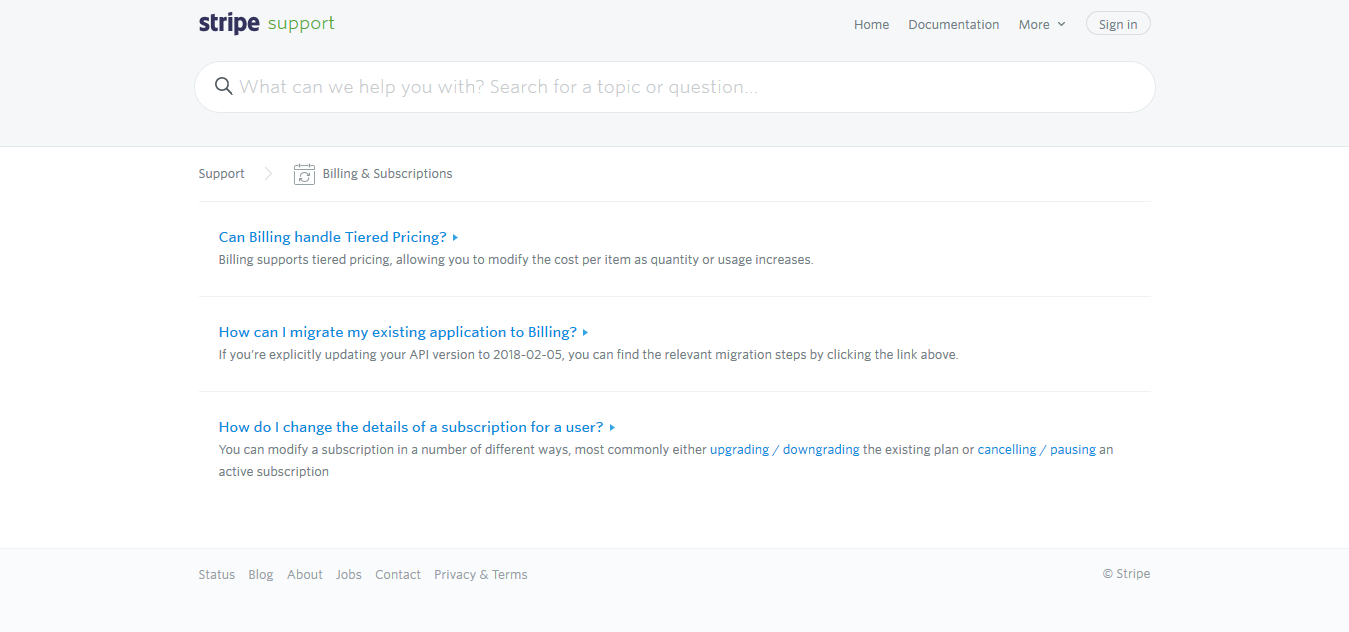 stripe support
Home Documentation More Sign in
What can we help you with? Search for a topic or question...
Support Billing & Subscriptions
Can Billing handle Tiered Pricing?
Billing supports tiered pricing, allowing you to modify the cost per item as quantity or usage increases.
How can I migrate my existing application to Billing?
If you're explicitly updating your API version to 2018-02-05, you can find the relevant migration steps by clicking the link above.
How do I change the details of a subscription for a user?
You can modify a subscription in a number of different ways, most commonly either upgrading / downgrading the existing plan or cancelling / pausing an
active subscription
Status Blog About Jobs Contact Privacy & Terms
© Stripe